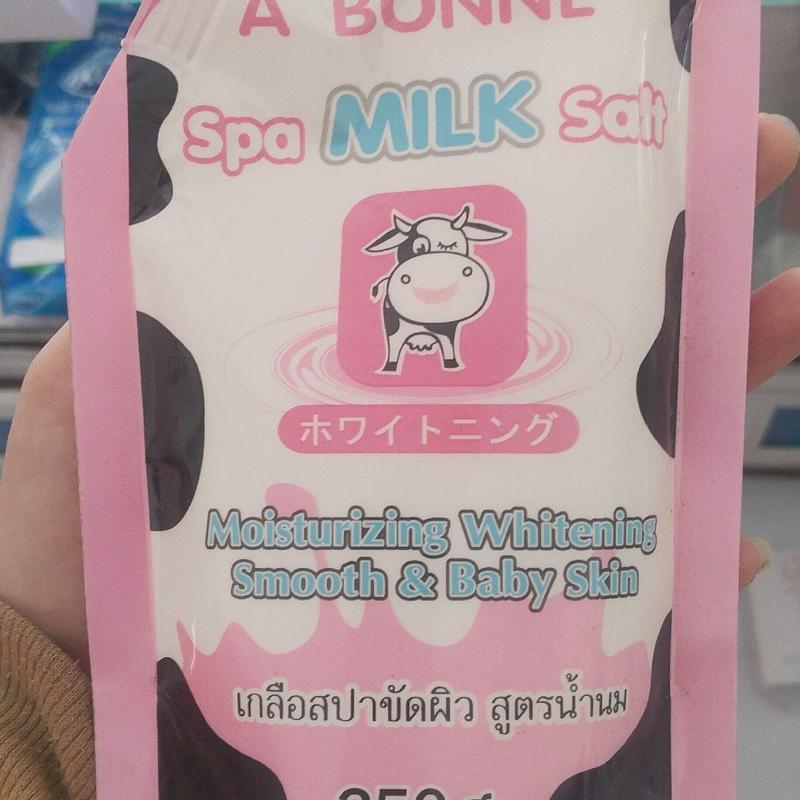 A BONNE
Spa MILK Salt
ホワイトニング
Moisturizing Whitening
Smooth & Baby Skin
เกลือสปาขัดผิว สูตรน้ำนม